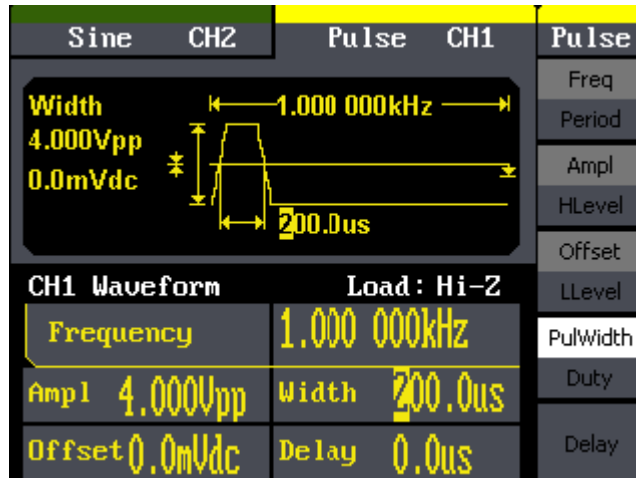 Sine CH2 Pulse CH1 Pulse
Width 1.000 000kHz
4.000Vpp
0.0mVdc
200.0us
CH1 Waveform Load: Hi-Z
Frequency 1.000 000kHz
Ampl 4.000Vpp Width 200.0us
Offset 0.0mVdc Delay 0.0us
Freq
Period
Ampl
HLevel
Offset
LLevel
PulWidth
Duty
Delay